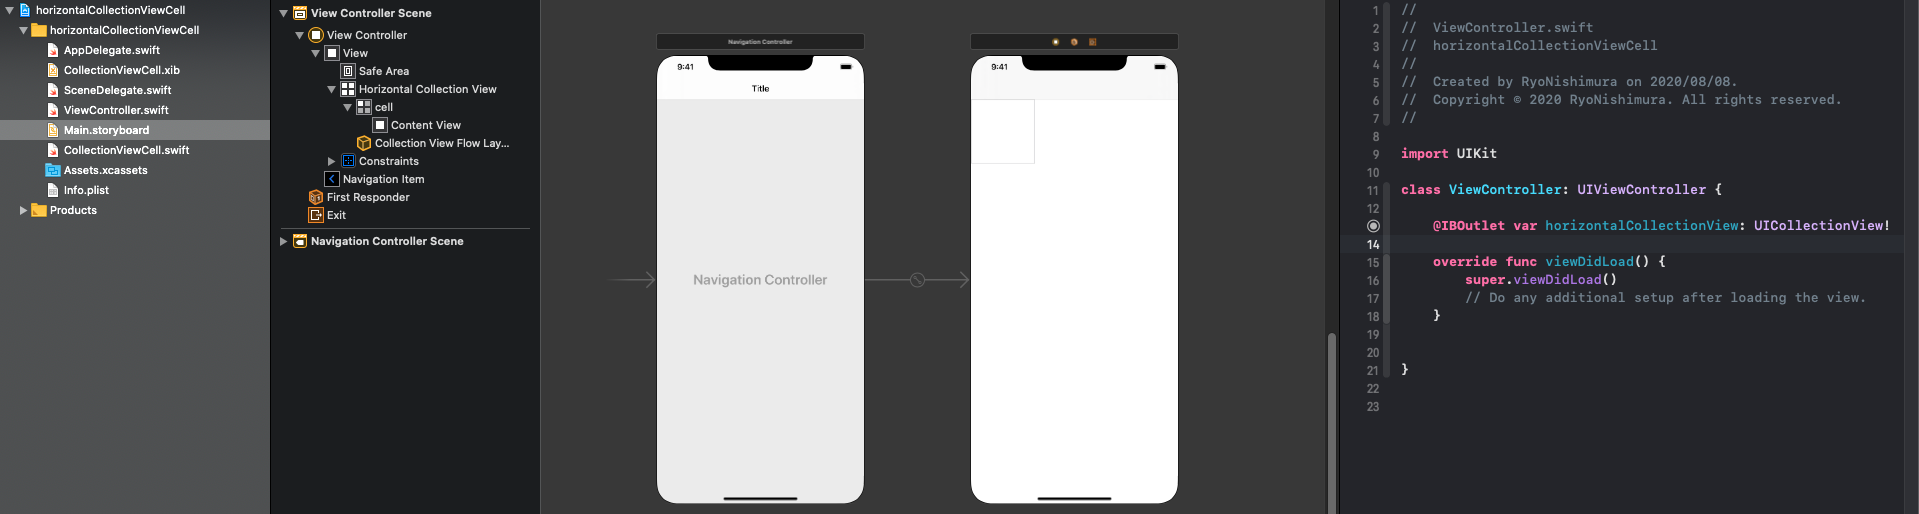 horizontalCollectionViewCell
horizontalCollectionViewCell
AppDelegate.swift
CollectionViewCell.xib
SceneDelegate.swift
ViewController.swift
Main.storyboard
CollectionViewCell.swift
Assets.xcassets
Info.plist
Products
View Controller Scene
View Controller
View
Safe Area
Horizontal Collection View
cell
Content View
Collection View Flow Lay...
Constraints
Navigation Item
First Responder
Exit
Navigation Controller Scene
Navigation Controller
9:41
Title
Navigation Controller
9:41
1 //
2 //  ViewController.swift
3 //  horizontalCollectionViewCell
4 //
5 //  Created by RyoNishimura on 2020/08/08.
6 //  Copyright © 2020 RyoNishimura. All rights reserved.
7 //
8
9 import UIKit
10
11 class ViewController: UIViewController {
12
@IBOutlet var horizontalCollectionView: UICollectionView!
14
15 override func viewDidLoad() {
16 super.viewDidLoad()
17 // Do any additional setup after loading the view.
18 }
19
20
21 }
22
23